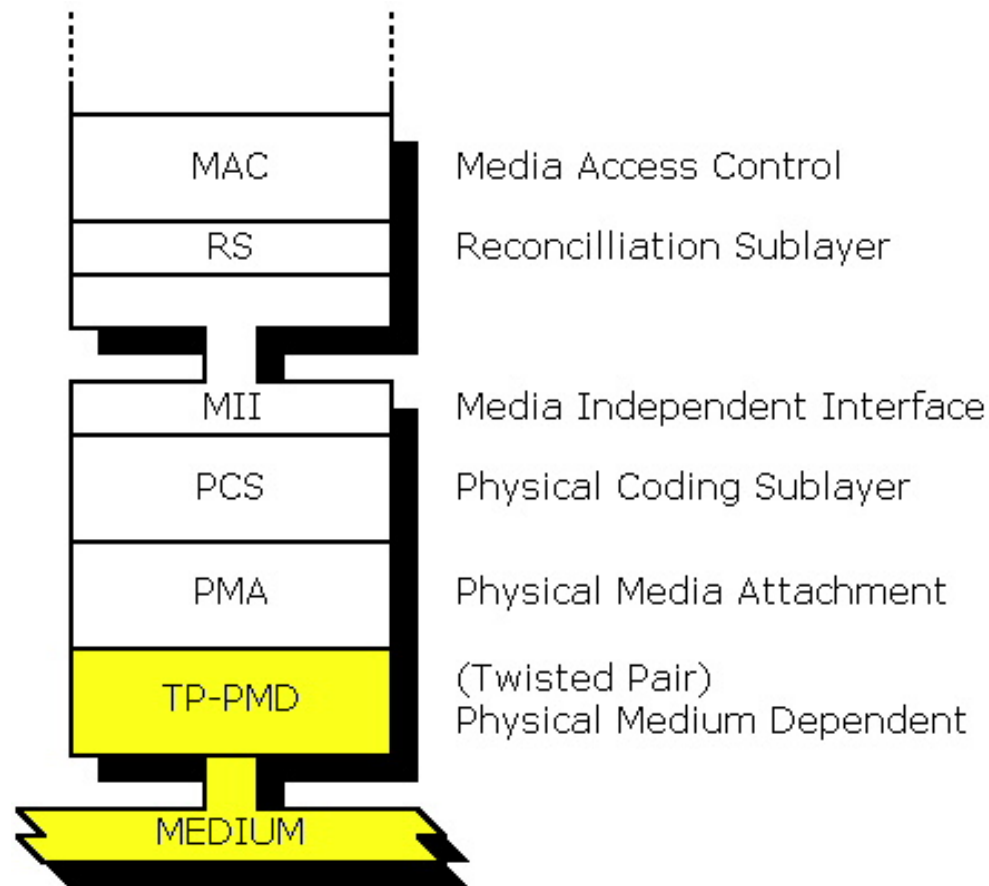 MAC Media Access Control
RS Reconcilliation Sublayer
MII Media Independent Interface
PCS Physical Coding Sublayer
PMA Physical Media Attachment
TP-PMD (Twisted Pair)
Physical Medium Dependent
MEDIUM